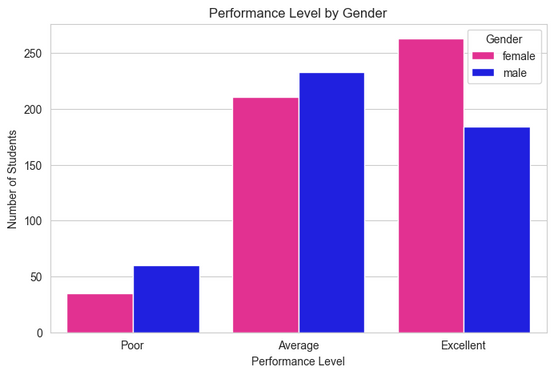 Performance Level by Gender
Gender
female
male
Number of Students
250
200
150
100
50
0
Poor
Average
Excellent
Performance Level